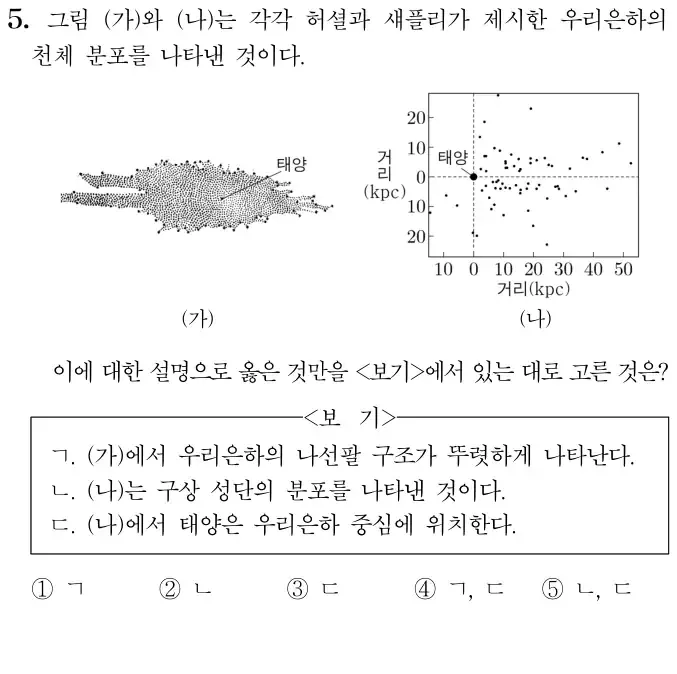 5. 그림 (가)와 (나)는 각각 허셜과 섀플리가 제시한 우리은하의
천체 분포를 나타낸 것이다.
태양
(가)
거리(kpc)
20
10
0
10
20
태양
10 0 10 20 30 40 50
거리(kpc)
(나)
이에 대한 설명으로 옳은 것만을 <보기>에서 있는 대로 고른 것은?
<보 기>
ㄱ. (가)에서 우리은하의 나선팔 구조가 뚜렷하게 나타난다.
ㄴ. (나)는 구상 성단의 분포를 나타낸 것이다.
ㄷ. (나)에서 태양은 우리은하 중심에 위치한다.
① ㄱ ② ㄴ ③ ㄷ ④ ㄱ, ㄷ ⑤ ㄴ, ㄷ